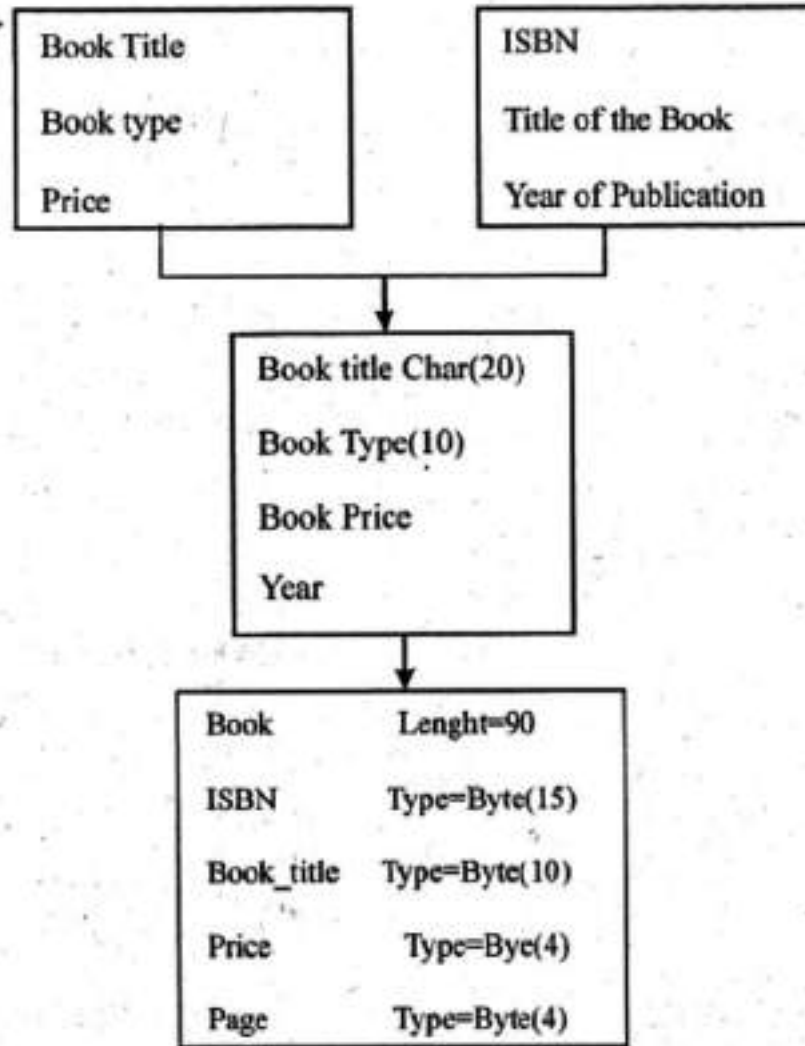 Book Title
Book type
Price
ISBN
Title of the Book
Year of Publication
Book title Char(20)
Book Type(10)
Book Price
Year
Book Lenght=90
ISBN Type=Byte(15)
Book_title Type=Byte(10)
Price Type=Bye(4)
Page Type=Byte(4)